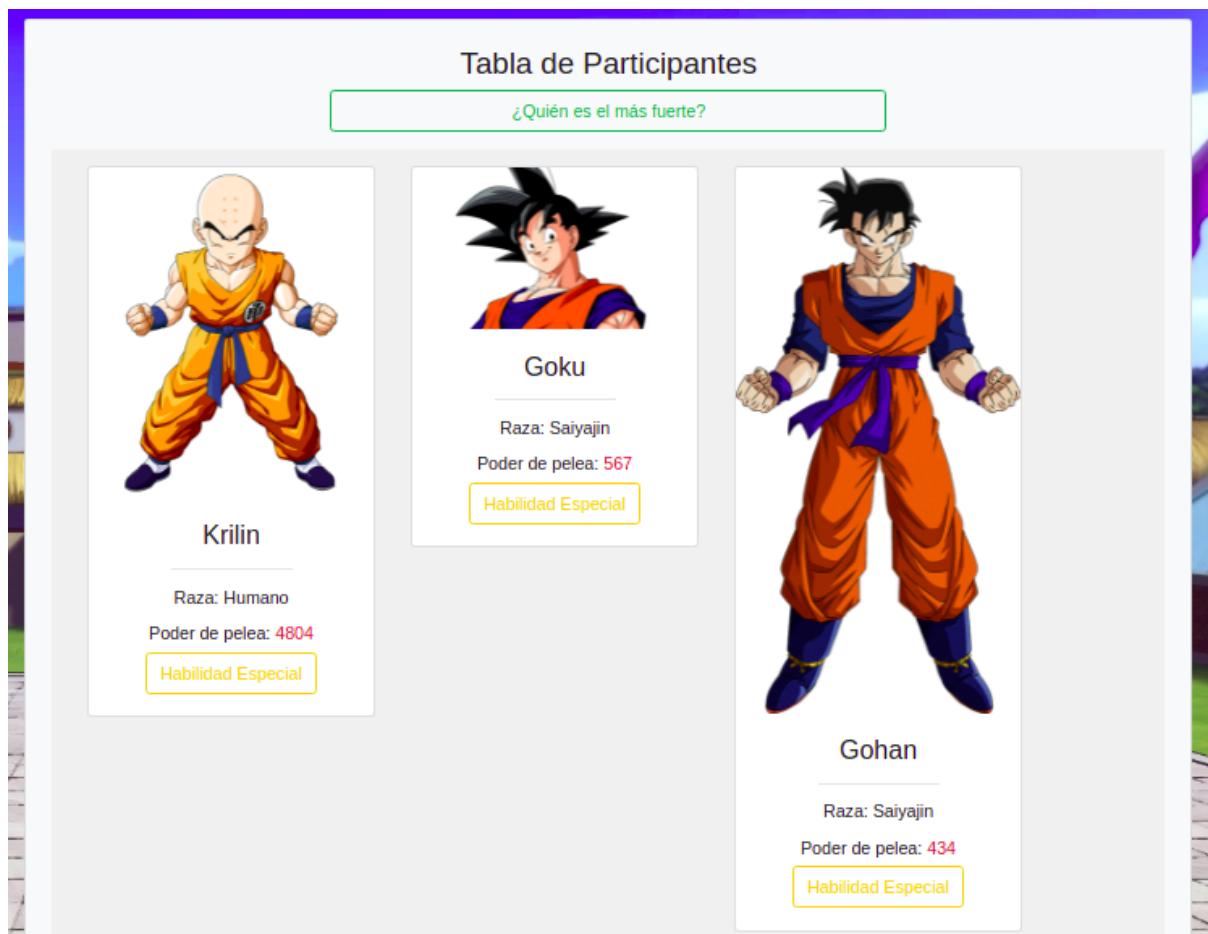 Tabla de Participantes
¿Quién es el más fuerte?
Krilin
Raza: Humano
Poder de pelea: 4804
Habilidad Especial
Goku
Raza: Saiyajin
Poder de pelea: 567
Habilidad Especial
Gohan
Raza: Saiyajin
Poder de pelea: 434
Habilidad Especial